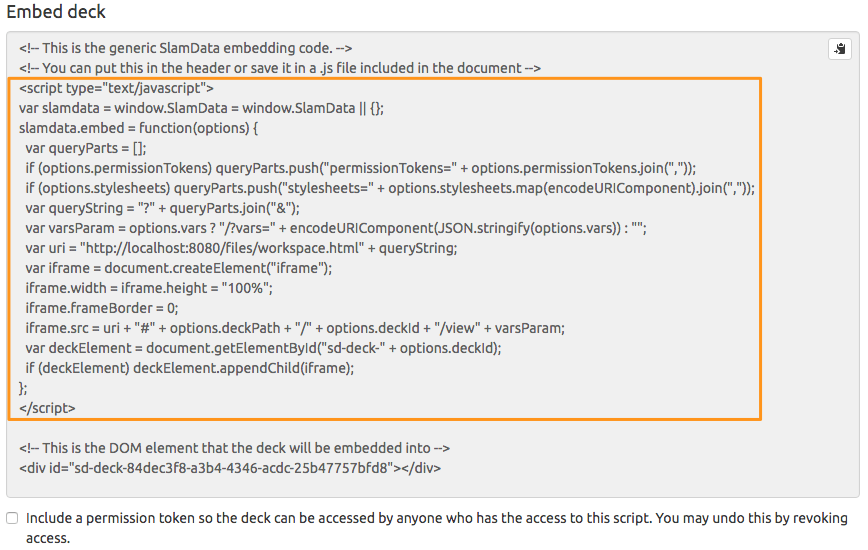 Embed deck
<!-- This is the generic SlamData embedding code. -->
<!-- You can put this in the header or save it in a .js file included in the document -->
<script type="text/javascript">
var slamdata = window.SlamData = window.SlamData || {};
slamdata.embed = function(options) {
  var queryParts = [];
  if (options.permissionTokens) queryParts.push("permissionTokens=" + options.permissionTokens.join(","));
  if (options.stylesheets) queryParts.push("stylesheets=" + options.stylesheets.map(encodeURIComponent).join(","));
  var queryString = "?" + queryParts.join("&");
  var varsParam = options.vars ? "/?vars=" + encodeURIComponent(JSON.stringify(options.vars)) : "";
  var uri = "http://localhost:8080/files/workspace.html" + queryString;
  var iframe = document.createElement("iframe");
  iframe.width = iframe.height = "100%";
  iframe.frameBorder = 0;
  iframe.src = uri + "#" + options.deckPath + "/" + options.deckId + "/view" + varsParam;
  var deckElement = document.getElementById("sd-deck-" + options.deckId);
  if (deckElement) deckElement.appendChild(iframe);
};
</script>
<!-- This is the DOM element that the deck will be embedded into -->
<div id="sd-deck-84dec3f8-a3b4-4346-acdc-25b47757bfd8"></div>
Include a permission token so the deck can be accessed by anyone who has the access to this script. You may undo this by revoking
access.